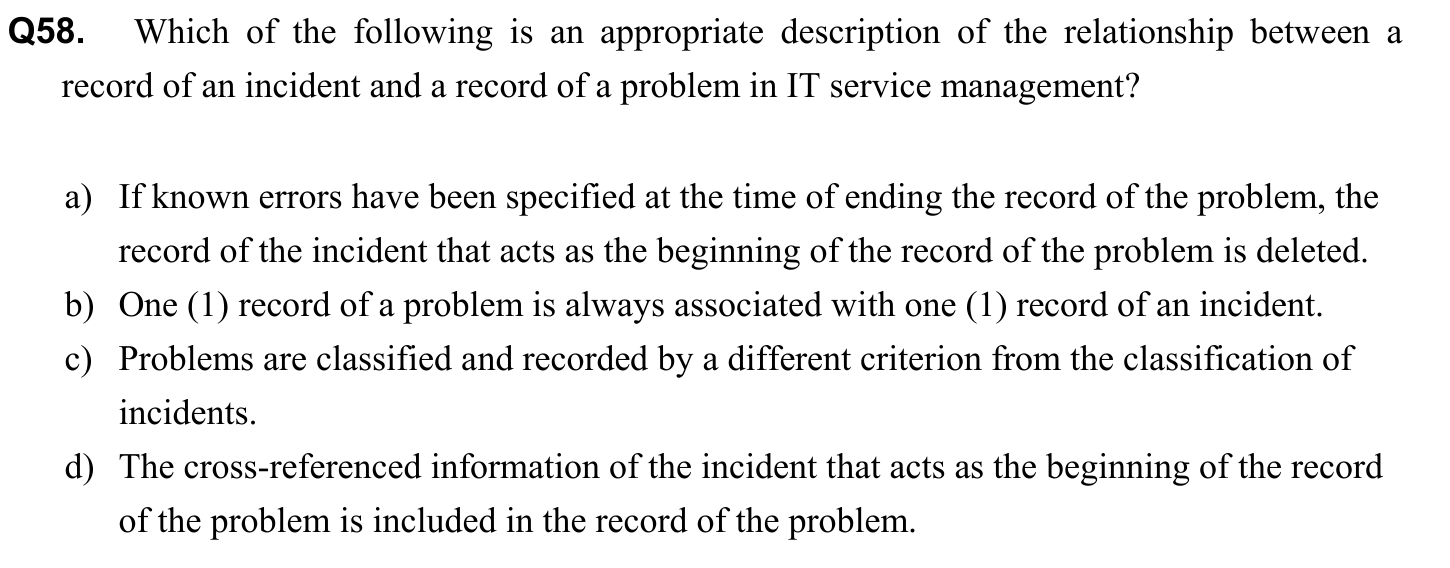 Q58. Which of the following is an appropriate description of the relationship between a
record of an incident and a record of a problem in IT service management?
a) If known errors have been specified at the time of ending the record of the problem, the
record of the incident that acts as the beginning of the record of the problem is deleted.
b) One (1) record of a problem is always associated with one (1) record of an incident.
c) Problems are classified and recorded by a different criterion from the classification of
incidents.
d) The cross-referenced information of the incident that acts as the beginning of the record
of the problem is included in the record of the problem.